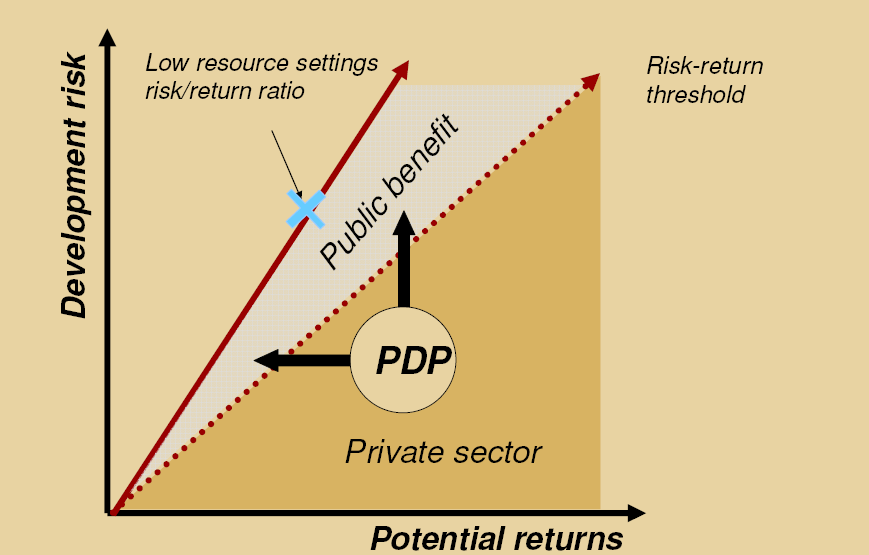 Low resource settings
risk/return ratio
Risk-return
threshold
Development risk
Public benefit
PDP
Private sector
Potential returns